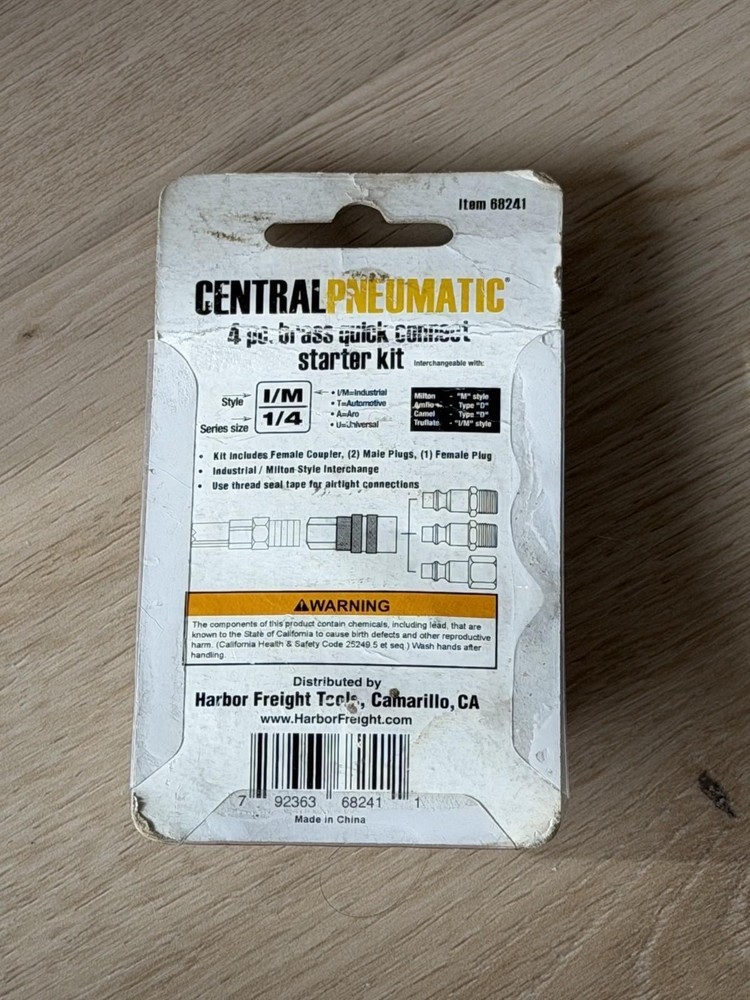 Item 68241
CENTRALPNEUMATIC®
4 pc. brass quick connect
starter kit
Interchangeable with:
Style
Series size
I/M
1/4
• I/M=Industrial
• T=Automotive
• A=Aro
• U=Universal
Milton - "M" style
Amflo - Type "D"
Camel - Type "D"
Truflate - "I/M" style
• Kit Includes Female Coupler, (2) Male Plugs, (1) Female Plug
• Industrial / Milton Style Interchange
• Use thread seal tape for airtight connections
⚠WARNING
The components of this product contain chemicals, including lead, that are
known to the State of California to cause birth defects and other reproductive
harm. (California Health & Safety Code 25249.5 et seq.) Wash hands after
handling.
Distributed by
Harbor Freight Tools, Camarillo, CA
www.HarborFreight.com
7 92363 68241 1
Made in China